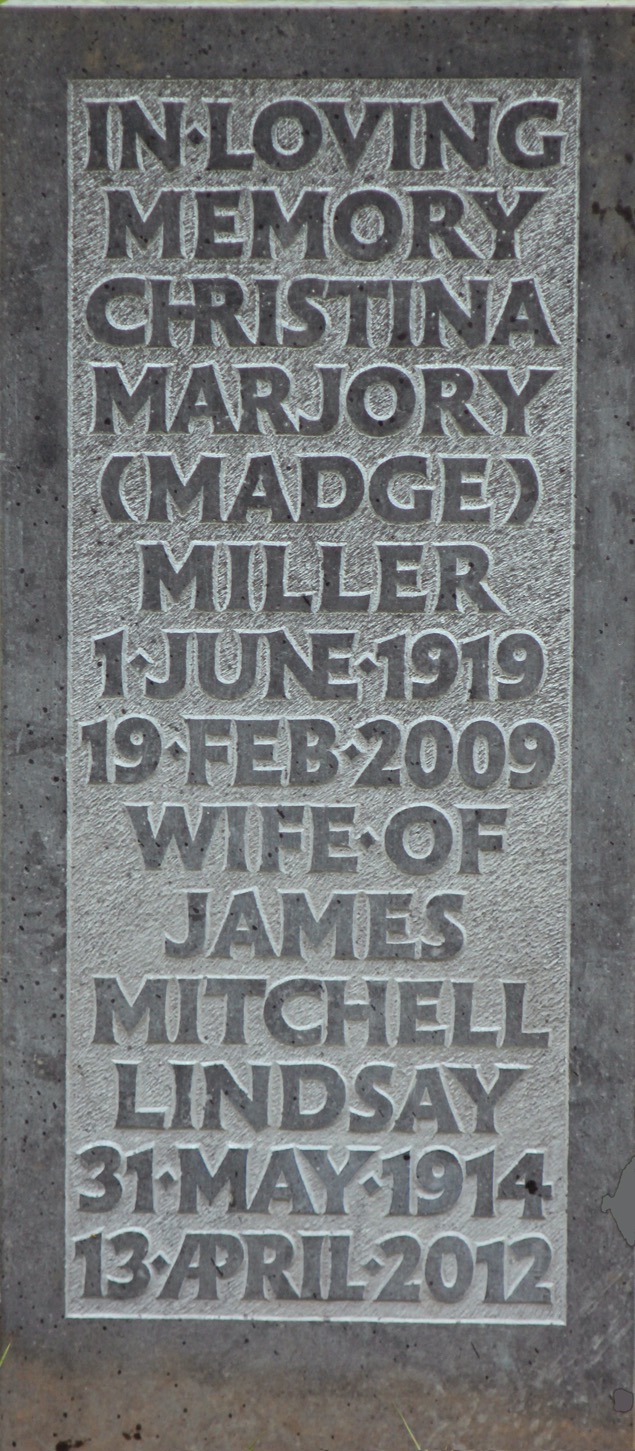 IN·LOVING
MEMORY
CHRISTINA
MARJORY
(MADGE)
MILLER
1·JUNE·1919
19·FEB·2009
WIFE·OF
JAMES
MITCHELL
LINDSAY
31·MAY·1914
13·APRIL·2012